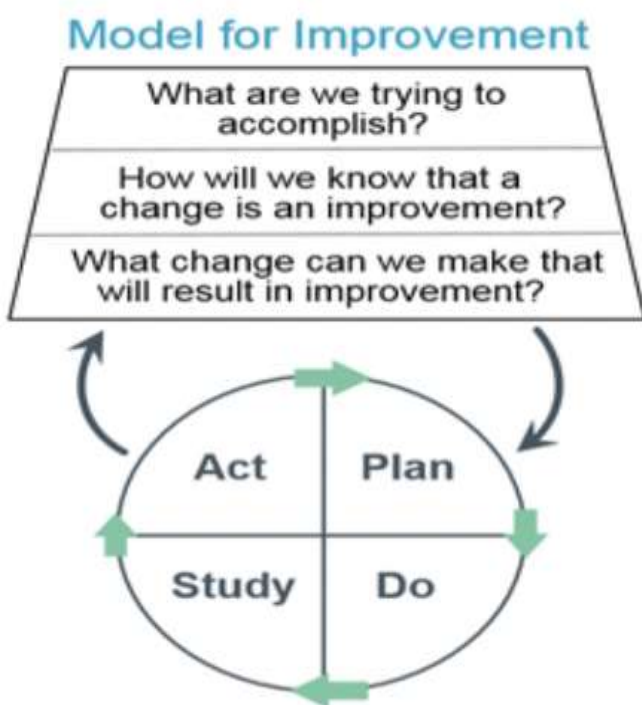 Model for Improvement
What are we trying to
accomplish?
How will we know that a
change is an improvement?
What change can we make that
will result in improvement?
Act
Plan
Study
Do